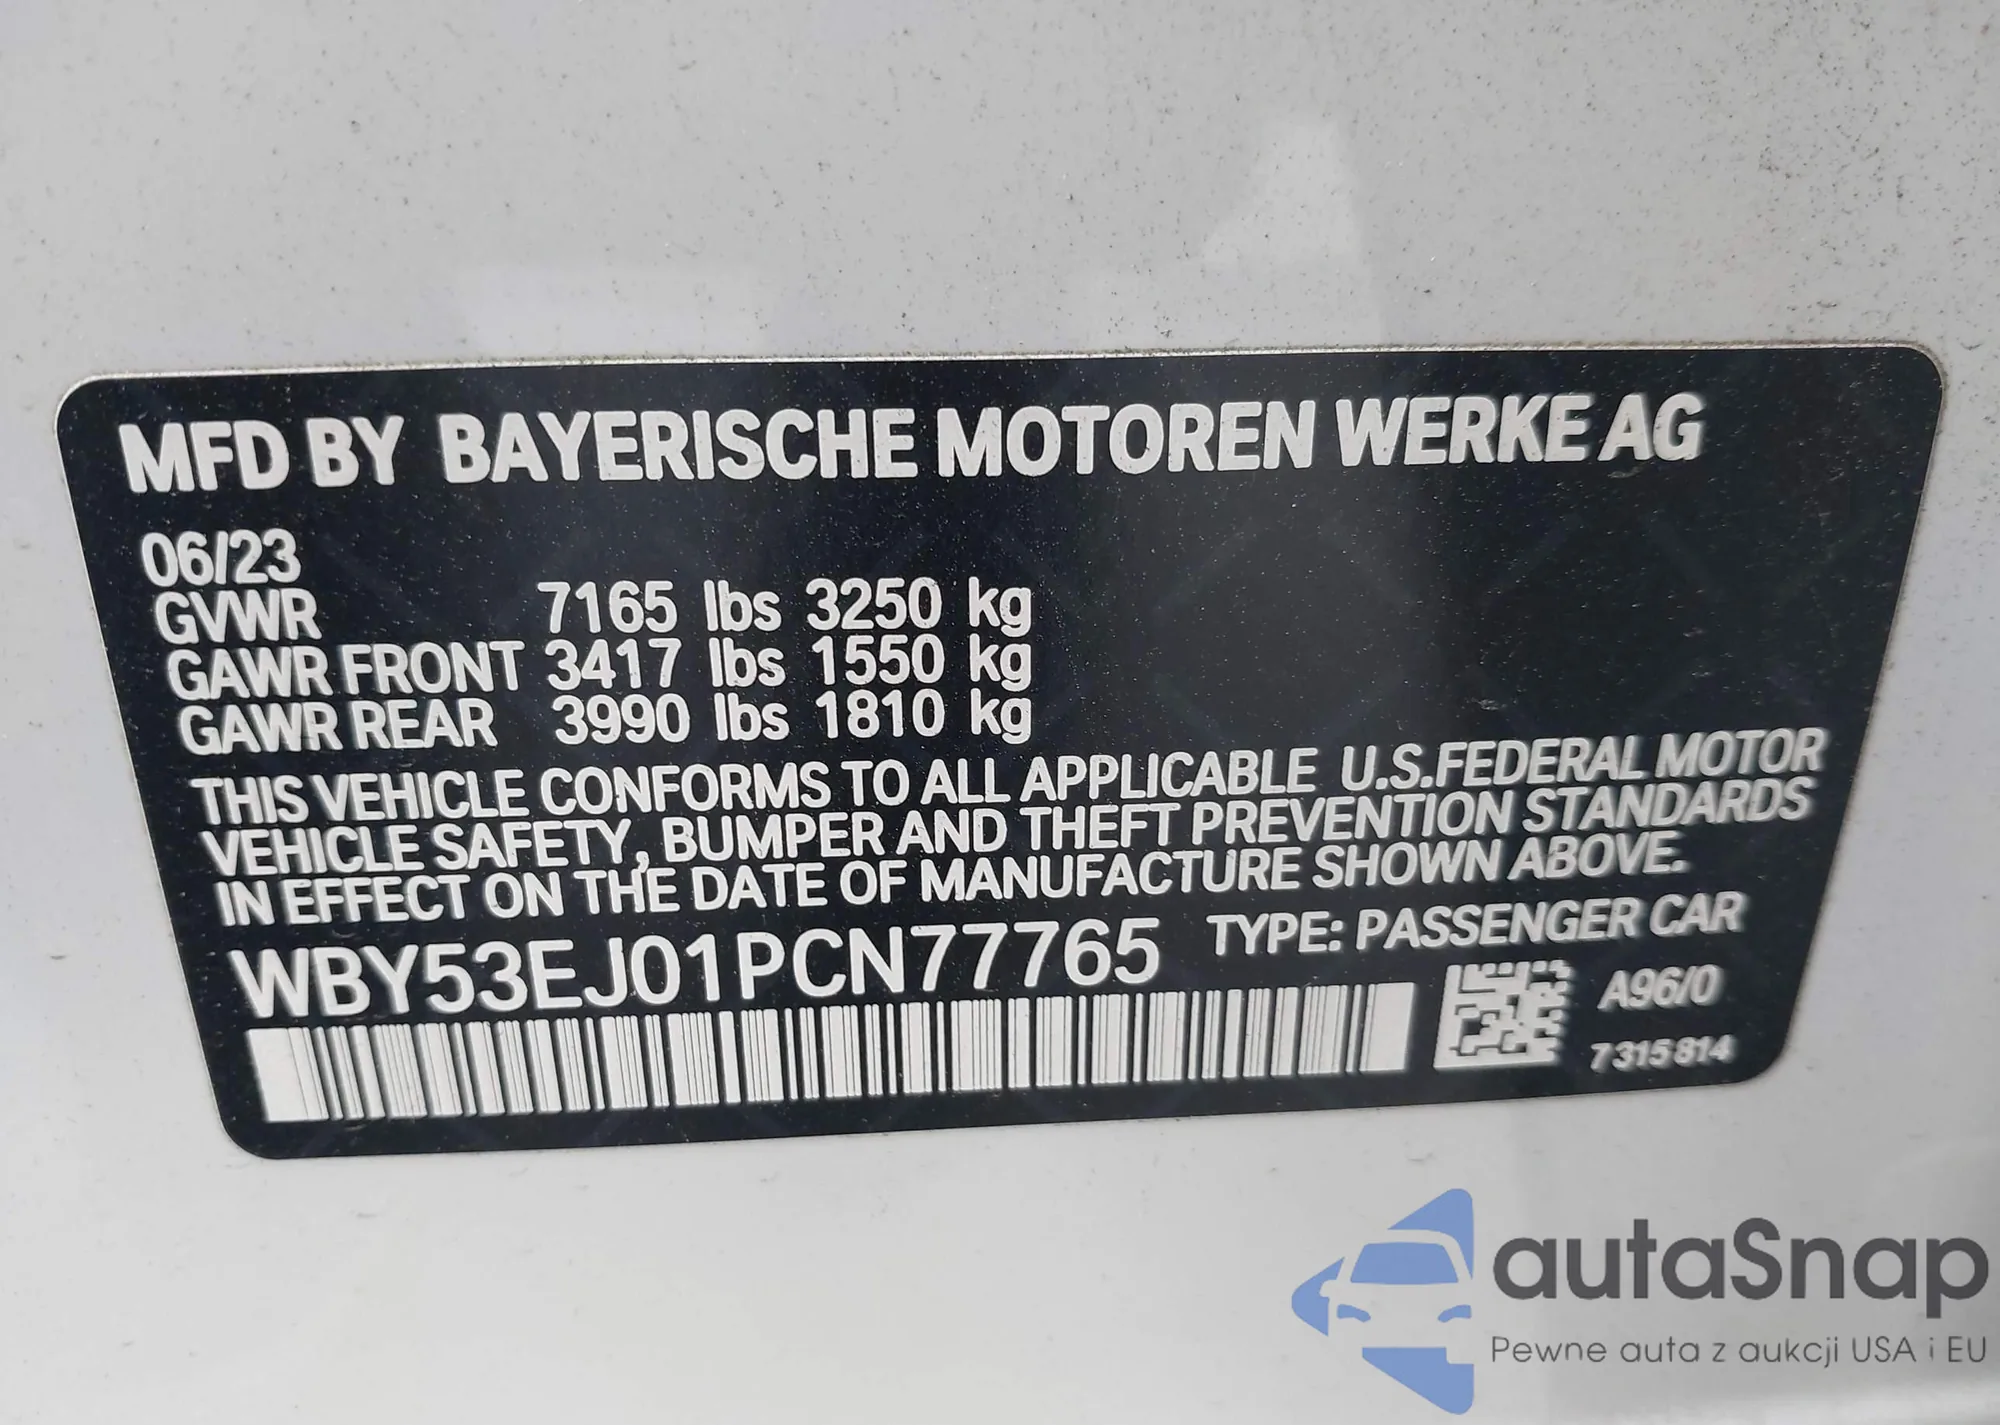 MFD BY BAYERISCHE MOTOREN WERKE AG
06/23
GVWR 7165 lbs 3250 kg
GAWR FRONT 3417 lbs 1550 kg
GAWR REAR 3990 lbs 1810 kg
THIS VEHICLE CONFORMS TO ALL APPLICABLE U.S.FEDERAL MOTOR
VEHICLE SAFETY, BUMPER AND THEFT PREVENTION STANDARDS
IN EFFECT ON THE DATE OF MANUFACTURE SHOWN ABOVE.
WBY53EJ01PCN77765 TYPE: PASSENGER CAR
A96/0
7 315 814
autaSnap
Pewne auta z aukcji USA i EU